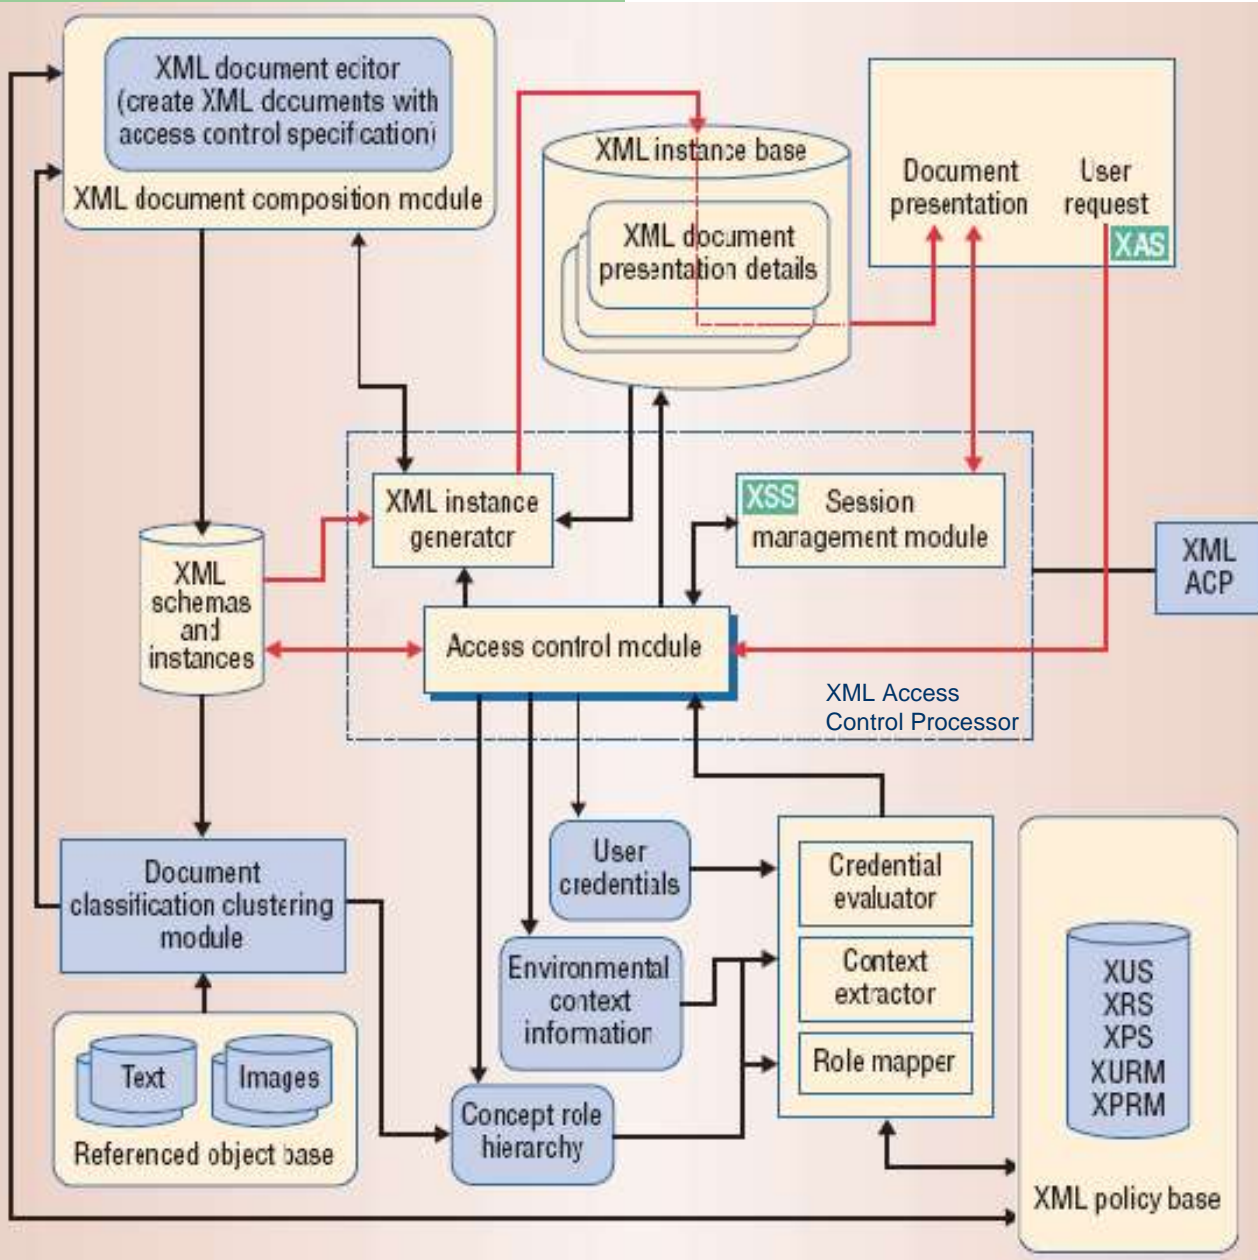 XML document editor
(create XML documents with
access control specification)
XML document composition module
XML instance base
XML document
presentation details
Document
presentation
User
request
XAS
XML instance
generator
XSS
Session
management module
XML
ACP
XML
schemas
and
instances
Access control module
XML Access
Control Processor
User
credentials
Credential
evaluator
Document
classification clustering
module
Environmental
context
information
Context
extractor
XUS
XRS
XPS
XURM
XPRM
Role mapper
Text
Images
Concept role
hierarchy
Referenced object base
XML policy base